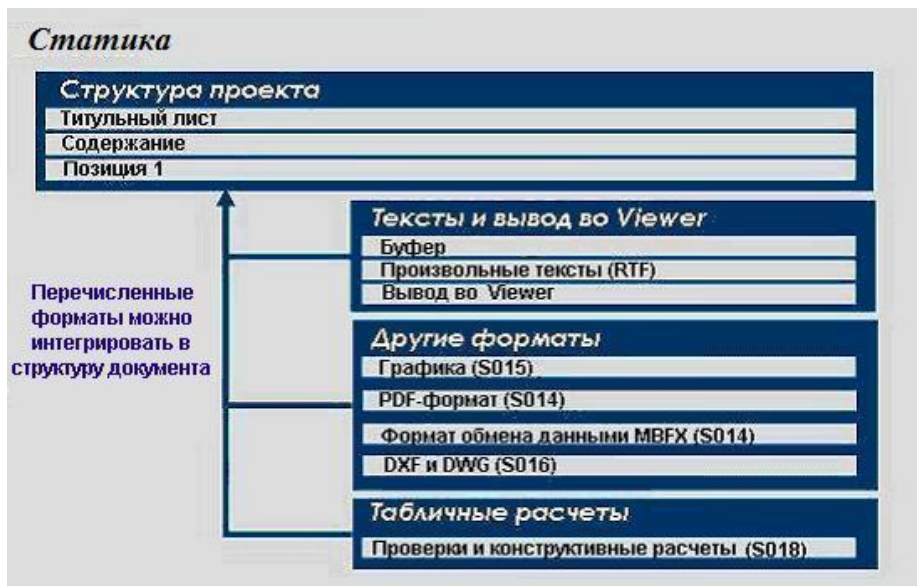 Статика
Структура проекта
Титульный лист
Содержание
Позиция 1
Тексты и вывод во Viewer
Буфер
Произвольные тексты (RTF)
Вывод во Viewer
Перечисленные
форматы можно
интегрировать в
структуру документа
Другие форматы
Графика (S015)
PDF-формат (S014)
Формат обмена данными MBFX (S014)
DXF и DWG (S016)
Табличные расчеты
Проверки и конструктивные расчеты (S018)